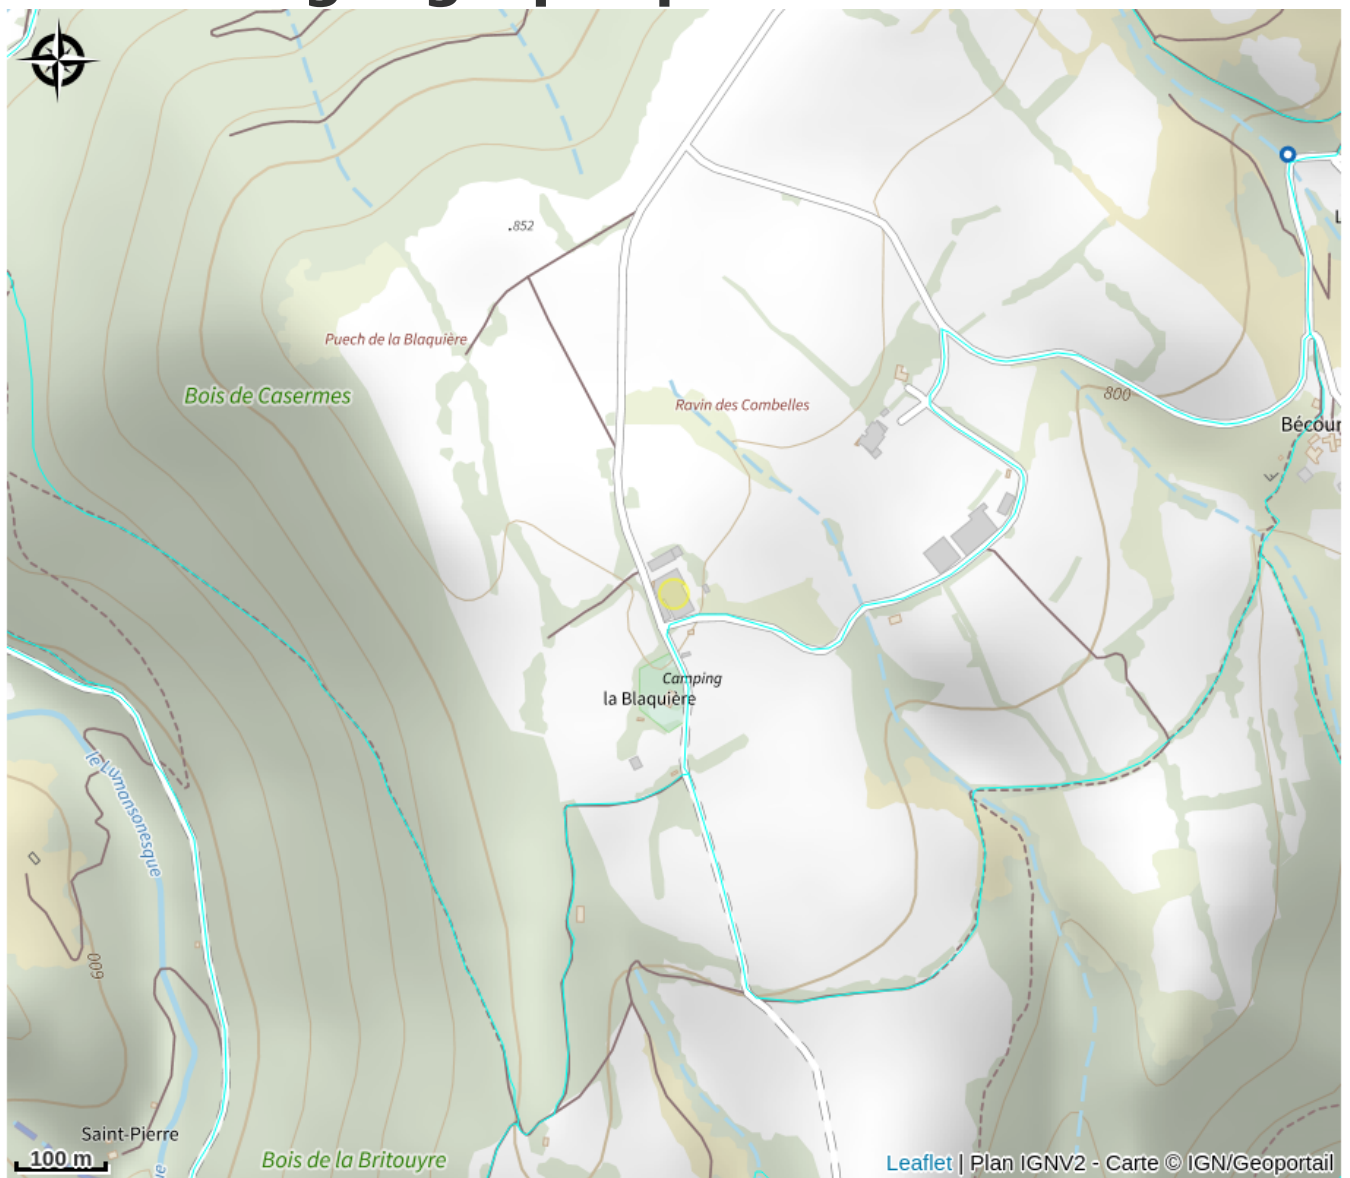 .852
Puech de la Blaquière
Bois de Casermes
Ravin des Combelles
800
Bécour
Camping
la Blaquière
le Lumansonesque
600
Saint-Pierre
100 m
Bois de la Britouyre
Leaflet | Plan IGNV2 - Carte © IGN/Geoportail